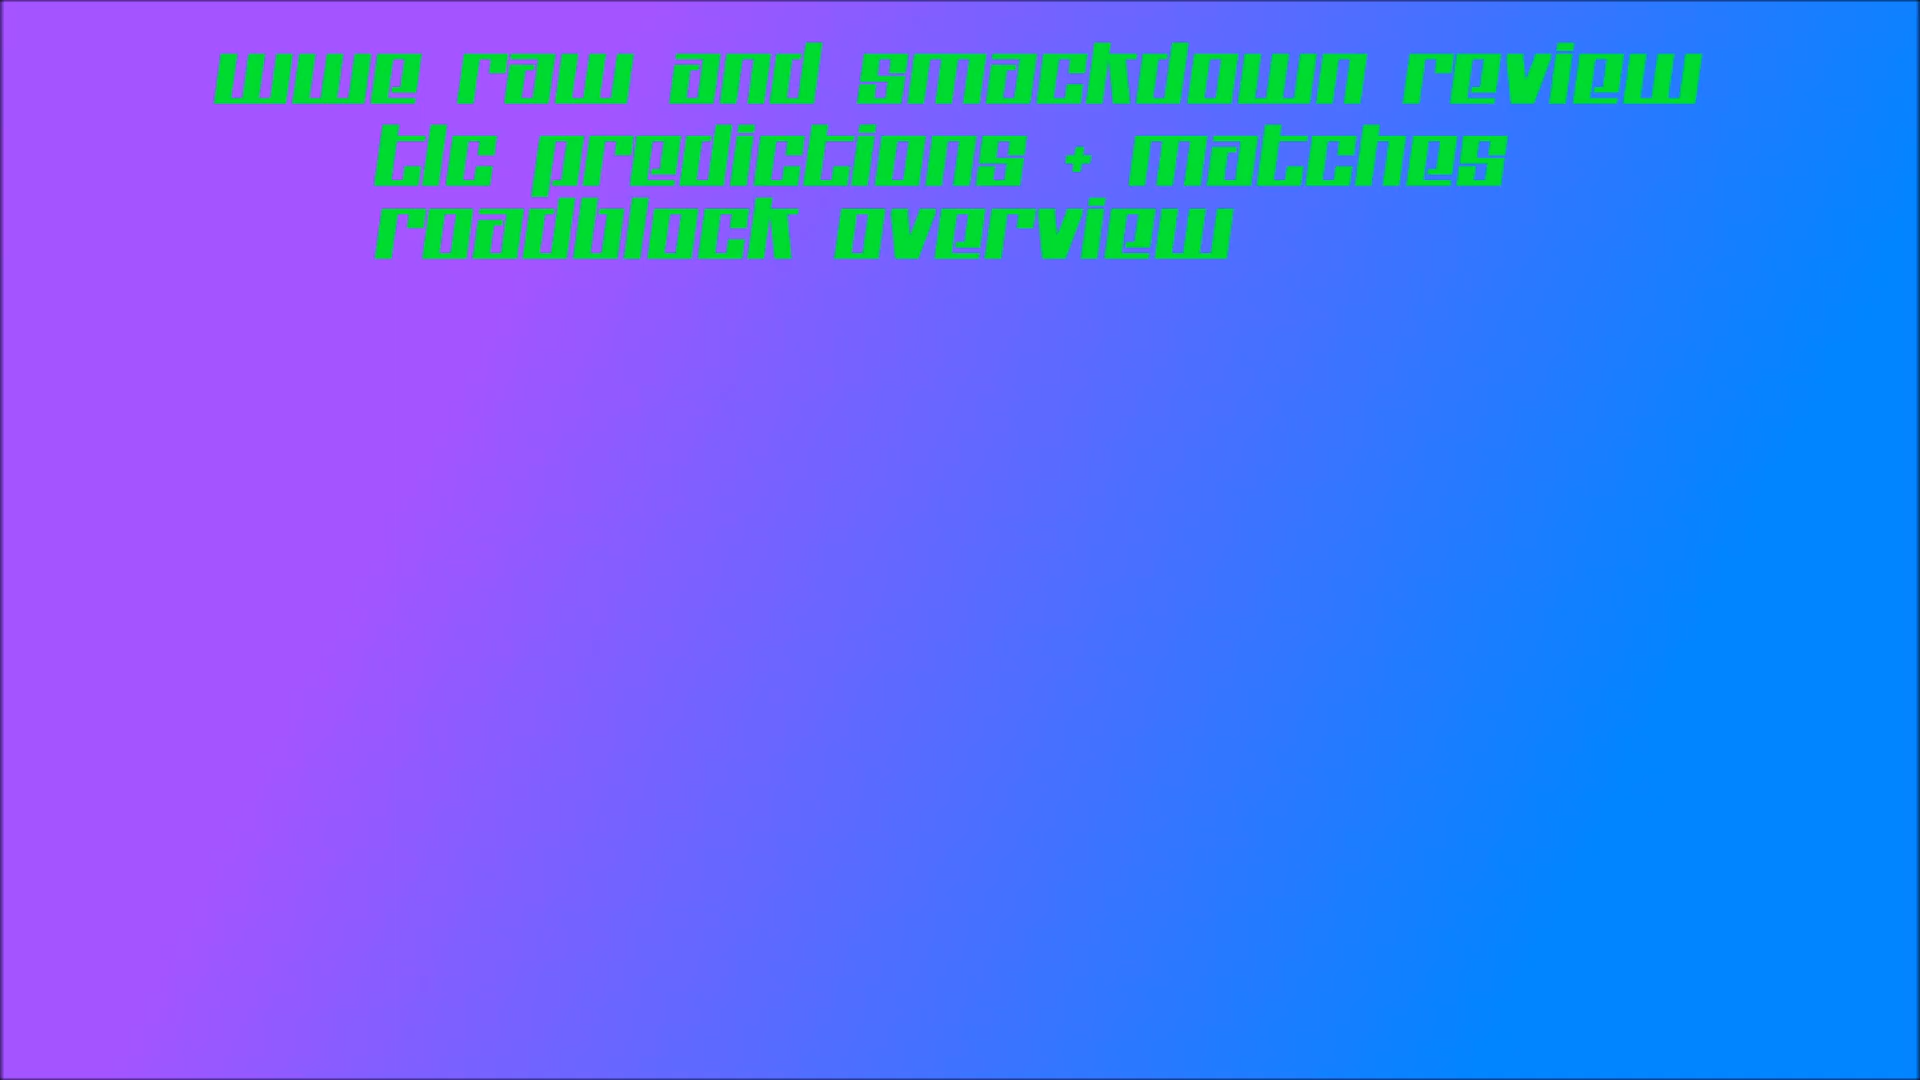 wwe raw and smackdown review
tlc predictions + matches
roadblock overview